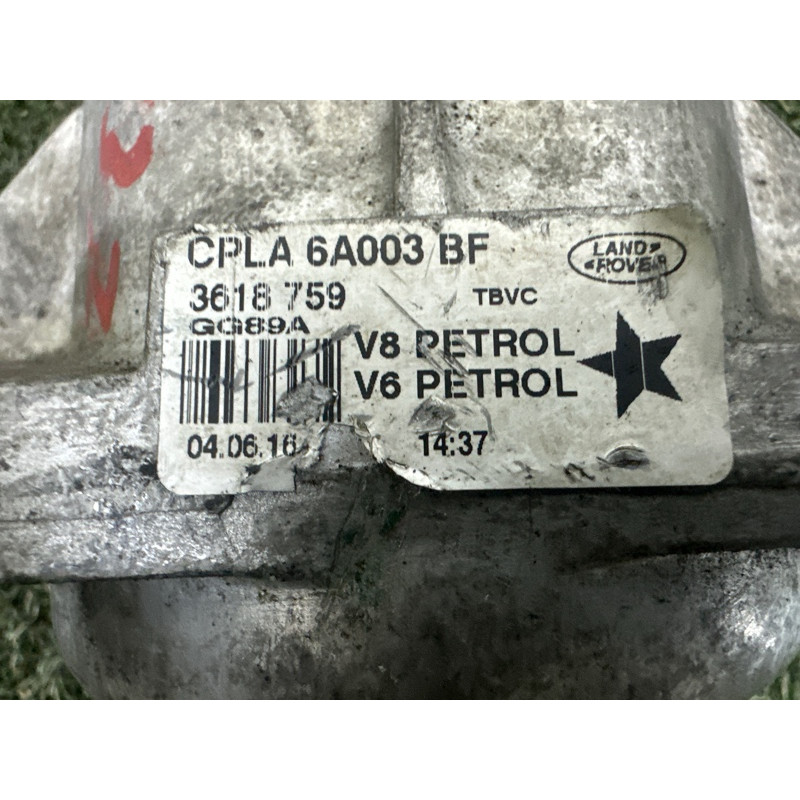 CPLA 6A003 BF
LAND
ROVER
3618 759
TBVC
GG89A
V8 PETROL
V6 PETROL
04.06.16
14:37